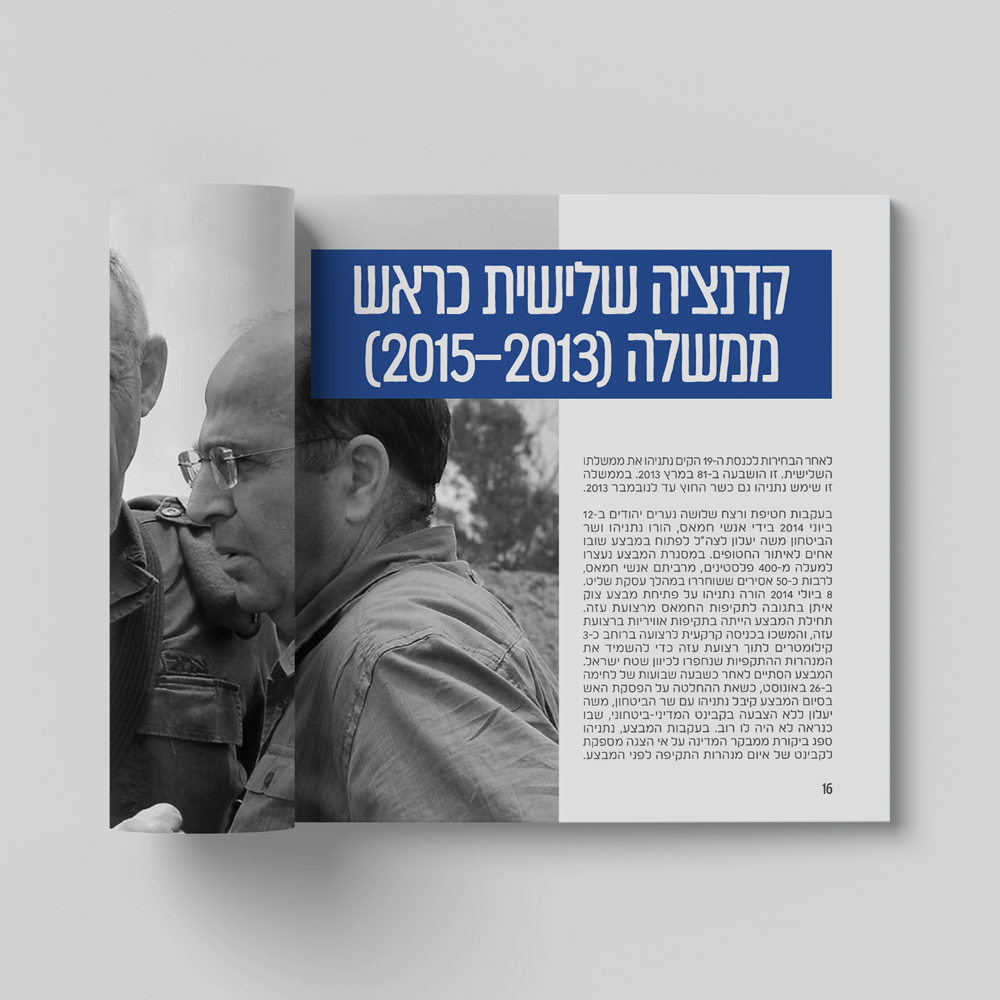 קדנציה שלישית כראש
ממשלה (2013–2015)
לאחר הבחירות לכנסת ה-19 הקים נתניהו את ממשלתו
השלישית. זו הושבעה ב-81 במרץ 2013. בממשלה
זו שימש נתניהו גם כשר החוץ עד לנובמבר 2013.
בעקבות חטיפת ורצח שלושה נערים יהודים ב-12
ביוני 2014 בידי אנשי חמאס, הורו נתניהו ושר
הביטחון משה יעלון לצה"ל לפתוח במבצע שובו
אחים לאיתור החטופים. במסגרת המבצע נעצרו
למעלה מ-400 פלסטינים, מרביתם אנשי חמאס,
לרבות כ-50 אסירים ששוחררו במהלך עסקת שליט.
8 ביולי 2014 הורה נתניהו על פתיחת מבצע צוק
איתן בתגובה לתקיפות החמאס מרצועת עזה.
תחילת המבצע הייתה בתקיפות אוויריות ברצועת
עזה, והמשכו בכניסה קרקעית לרצועה ברוחב כ-3
קילומטרים לתוך רצועת עזה כדי להשמיד את
המנהרות ההתקפיות שנחפרו לכיוון שטח ישראל.
המבצע הסתיים לאחר כשבעה שבועות של לחימה
ב-26 באוגוסט, כשאת ההחלטה על הפסקת האש
בסיום המבצע קיבל נתניהו עם שר הביטחון, משה
יעלון ללא הצבעה בקבינט המדיני-ביטחוני, שבו
כנראה לא היה לו רוב. בעקבות המבצע, נתניהו
ספג ביקורת ממבקר המדינה על אי הצגה מספקת
לקבינט של איום מנהרות התקיפה לפני המבצע.
16